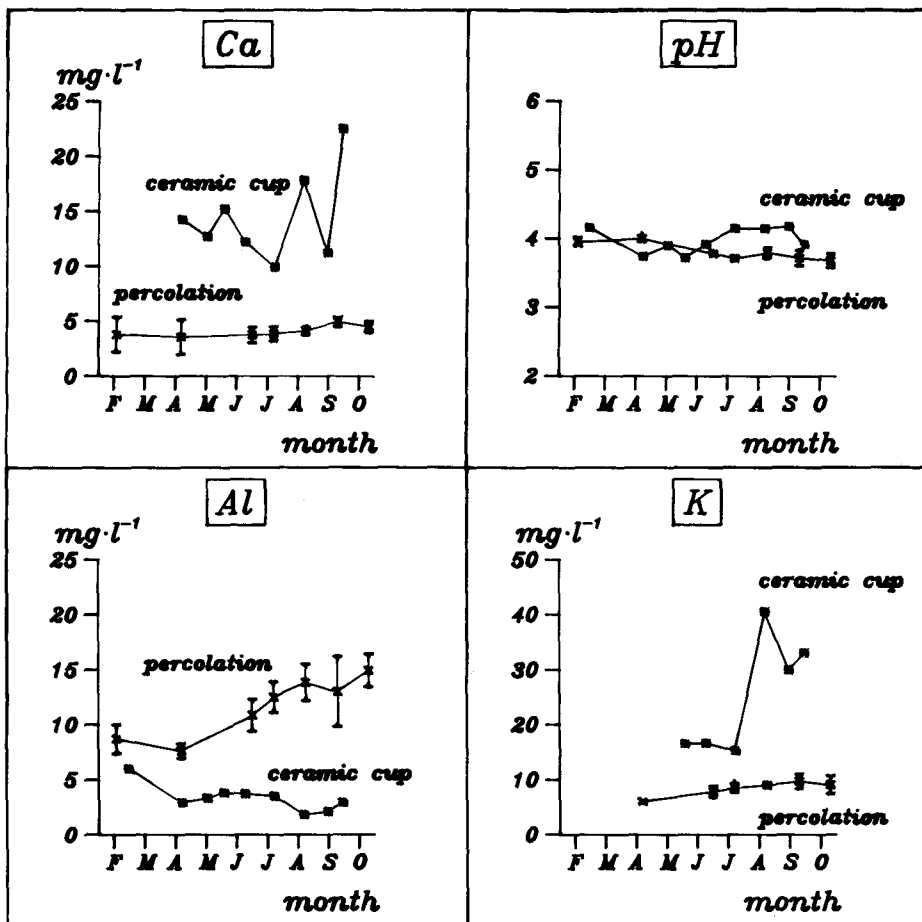 Ca
mg·l⁻¹
25
20
15
10
5
0
ceramic cup
percolation
F M A M J J A S O
month
pH
6
5
4
3
2
ceramic cup
percolation
F M A M J J A S O
month
Al
mg·l⁻¹
25
20
15
10
5
0
percolation
ceramic cup
F M A M J J A S O
month
K
mg·l⁻¹
50
40
30
20
10
0
ceramic cup
percolation
F M A M J J A S O
month